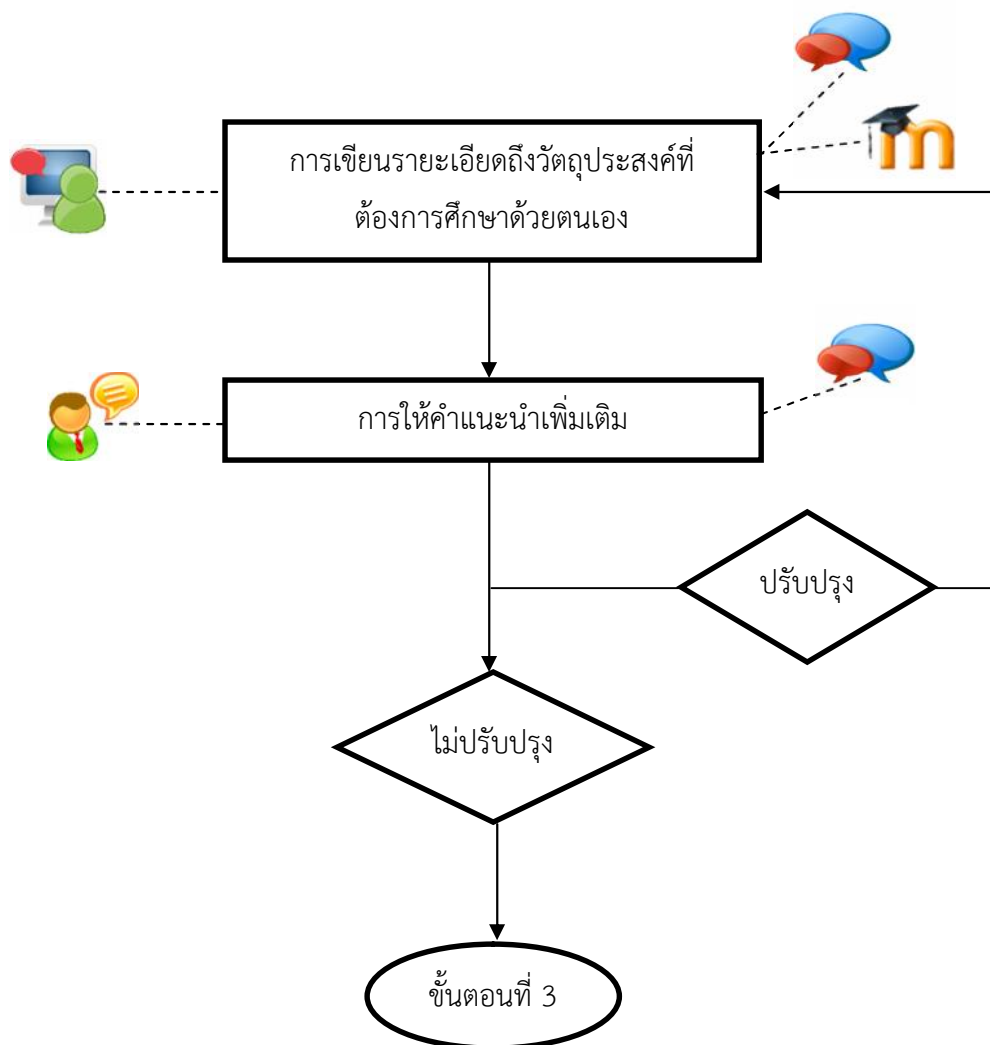 m
การเขียนรายะเอียดถึงวัตถุประสงค์ที่
ต้องการศึกษาด้วยตนเอง
การให้คำแนะนำเพิ่มเติม
ปรับปรุง
ไม่ปรับปรุง
ขั้นตอนที่ 3